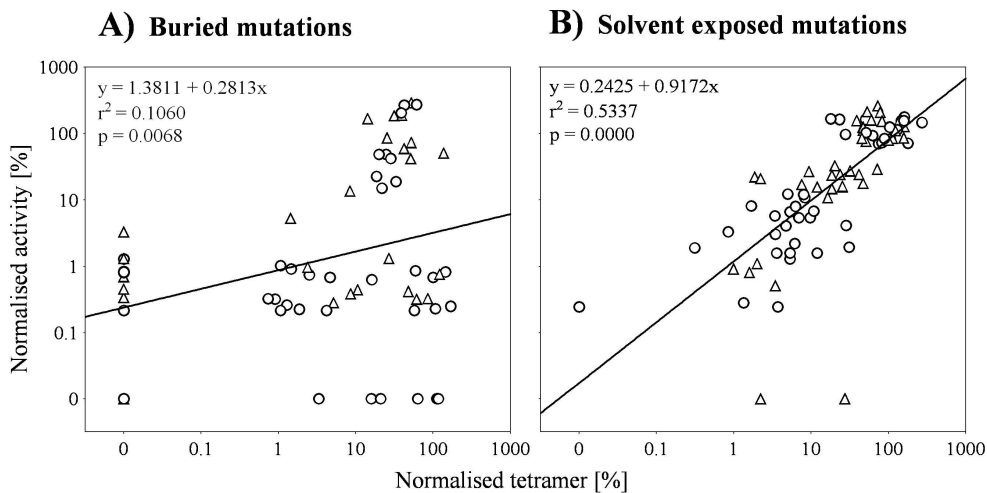 A) Buried mutations
B) Solvent exposed mutations
y = 1.3811 + 0.2813x
r² = 0.1060
p = 0.0068
y = 0.2425 + 0.9172x
r² = 0.5337
p = 0.0000
Normalised activity [%]
1000
100
10
1
0.1
0
0 0.1 1 10 100 1000
0 0.1 1 10 100 1000
Normalised tetramer [%]